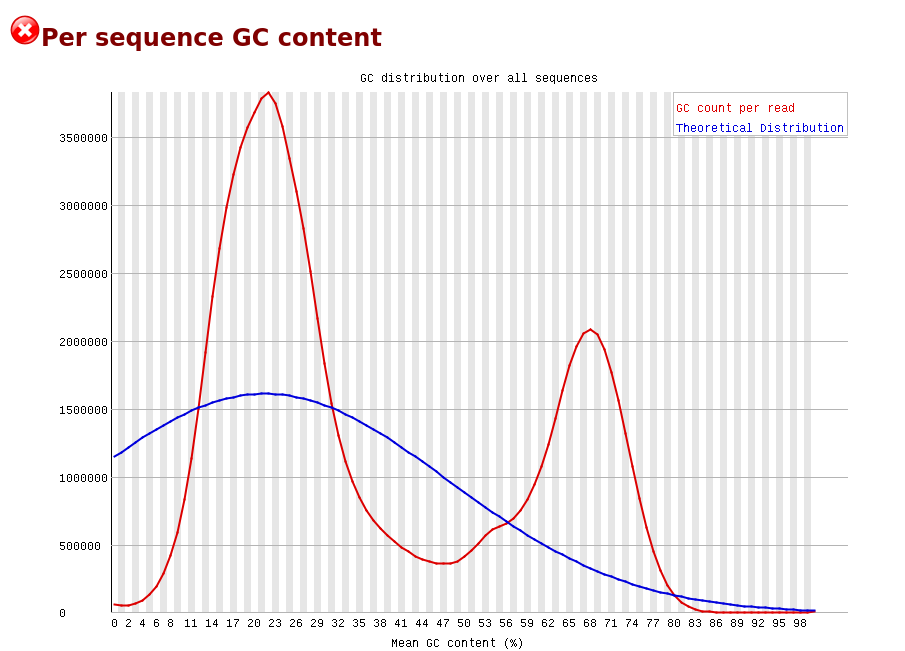 Per sequence GC content
GC distribution over all sequences
GC count per read
Theoretical Distribution
3500000
3000000
2500000
2000000
1500000
1000000
500000
0
0 2 4 6 8 11 14 17 20 23 26 29 32 35 38 41 44 47 50 53 56 59 62 65 68 71 74 77 80 83 86 89 92 95 98
Mean GC content (%)